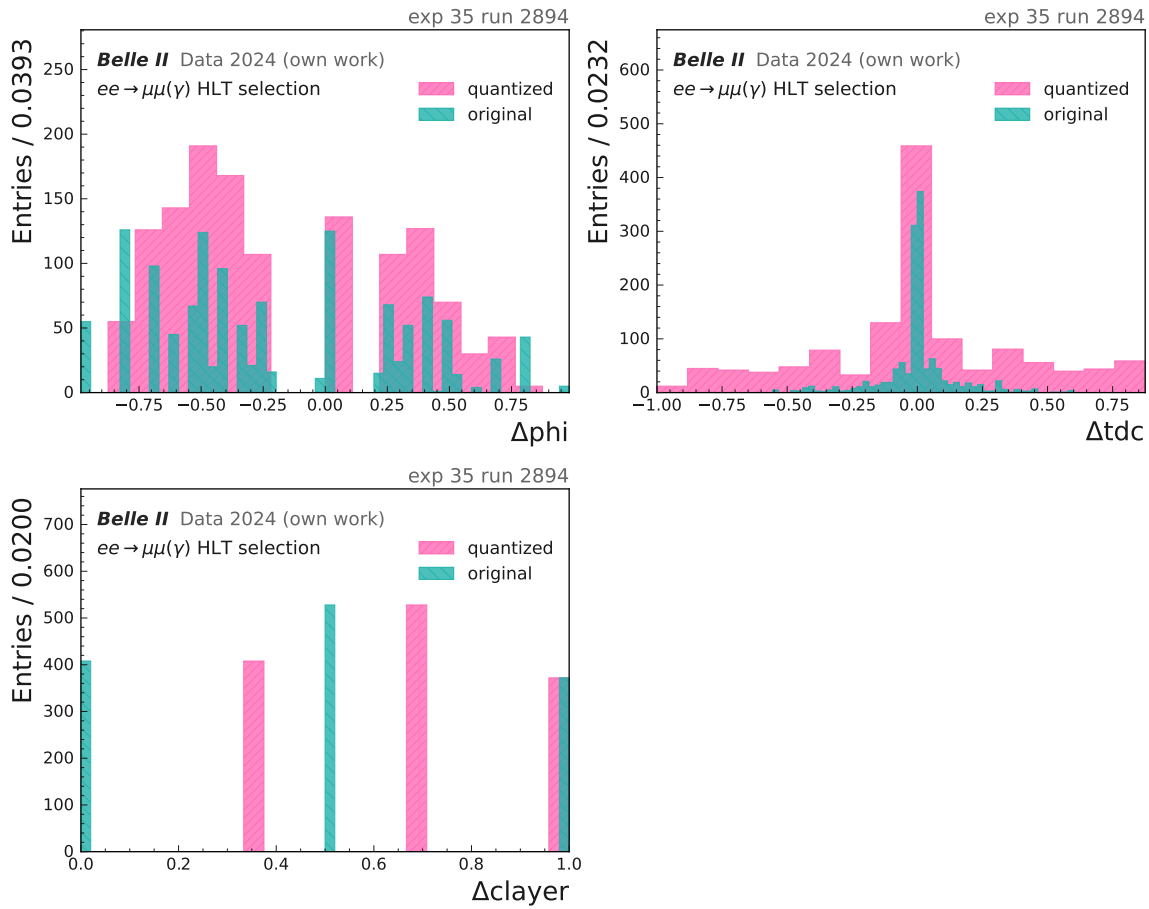 exp 35 run 2894
Entries / 0.0393
Belle II Data 2024 (own work)
ee→μμ(γ) HLT selection
quantized
original
250
200
150
100
50
0
−0.75 −0.50 −0.25 0.00 0.25 0.50 0.75
Δphi
exp 35 run 2894
Entries / 0.0232
Belle II Data 2024 (own work)
ee→μμ(γ) HLT selection
quantized
original
600
500
400
300
200
100
0
−1.00 −0.75 −0.50 −0.25 0.00 0.25 0.50 0.75
Δtdc
exp 35 run 2894
Entries / 0.0200
Belle II Data 2024 (own work)
ee→μμ(γ) HLT selection
quantized
original
700
600
500
400
300
200
100
0
0.0 0.2 0.4 0.6 0.8 1.0
Δclayer